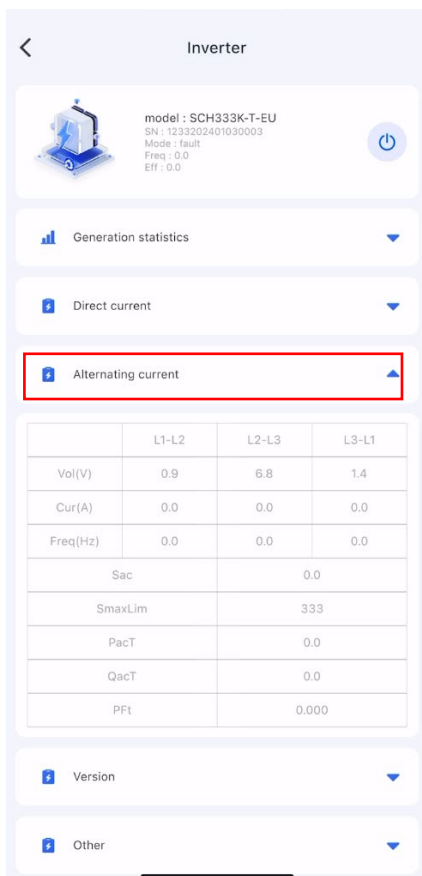 Inverter
model : SCH333K-T-EU
SN : 1233202401030003
Mode : fault
Freq : 0.0
Eff : 0.0
Generation statistics
Direct current
Alternating current
L1-L2 L2-L3 L3-L1
Vol(V) 0.9 6.8 1.4
Cur(A) 0.0 0.0 0.0
Freq(Hz) 0.0 0.0 0.0
Sac 0.0
SmaxLim 333
PacT 0.0
QacT 0.0
PFt 0.000
Version
Other